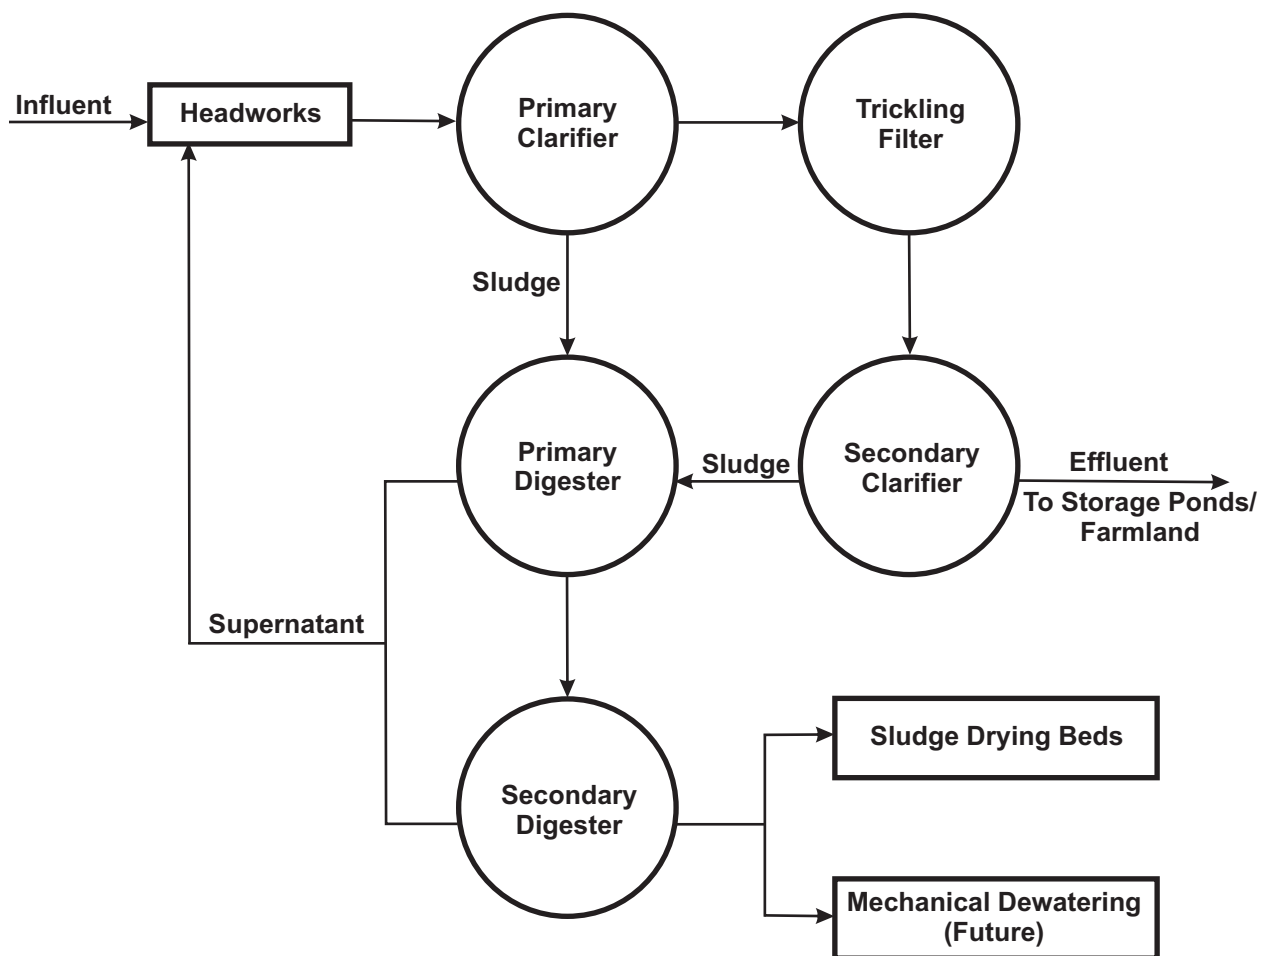 Influent
Headworks
Primary
Clarifier
Trickling
Filter
Sludge
Primary
Digester
Sludge
Secondary
Clarifier
Effluent
To Storage Ponds/
Farmland
Supernatant
Secondary
Digester
Sludge Drying Beds
Mechanical Dewatering
(Future)